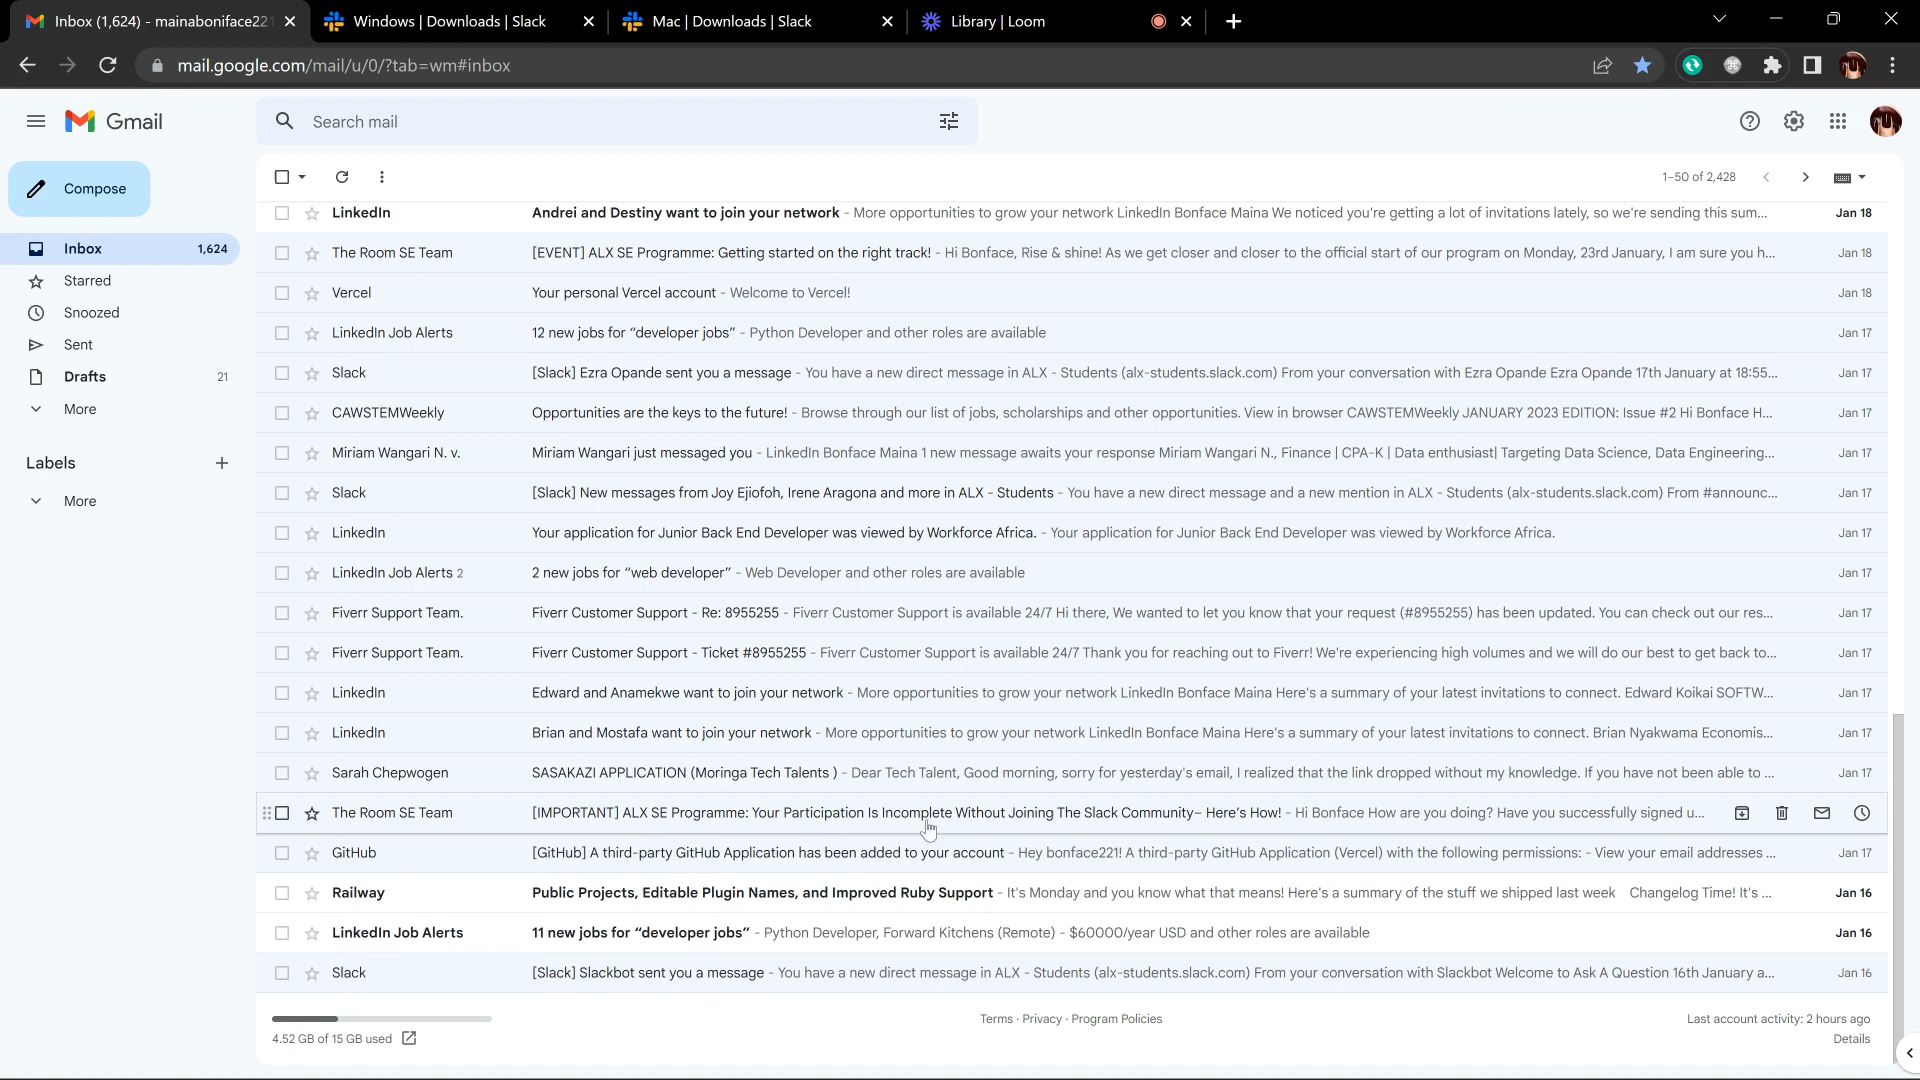 Inbox (1,624) - mainaboniface221
Windows | Downloads | Slack
Mac | Downloads | Slack
Library | Loom
mail.google.com/mail/u/0/?tab=wm#inbox
Gmail
Search mail
Compose
1–50 of 2,428
Inbox 1,624
Starred
Snoozed
Sent
Drafts 21
More
Labels
More
LinkedIn Andrei and Destiny want to join your network - More opportunities to grow your network LinkedIn Bonface Maina We noticed you're getting a lot of invitations lately, so we're sending this sum... Jan 18
The Room SE Team [EVENT] ALX SE Programme: Getting started on the right track! - Hi Bonface, Rise & shine! As we get closer and closer to the official start of our program on Monday, 23rd January, I am sure you h... Jan 18
Vercel Your personal Vercel account - Welcome to Vercel! Jan 18
LinkedIn Job Alerts 12 new jobs for “developer jobs” - Python Developer and other roles are available Jan 17
Slack [Slack] Ezra Opande sent you a message - You have a new direct message in ALX - Students (alx-students.slack.com) From your conversation with Ezra Opande Ezra Opande 17th January at 18:55... Jan 17
CAWSTEMWeekly Opportunities are the keys to the future! - Browse through our list of jobs, scholarships and other opportunities. View in browser CAWSTEMWeekly JANUARY 2023 EDITION: Issue #2 Hi Bonface H... Jan 17
Miriam Wangari N. v. Miriam Wangari just messaged you - LinkedIn Bonface Maina 1 new message awaits your response Miriam Wangari N., Finance | CPA-K | Data enthusiast| Targeting Data Science, Data Engineering... Jan 17
Slack [Slack] New messages from Joy Ejiofoh, Irene Aragona and more in ALX - Students - You have a new direct message and a new mention in ALX - Students (alx-students.slack.com) From #announc... Jan 17
LinkedIn Your application for Junior Back End Developer was viewed by Workforce Africa. - Your application for Junior Back End Developer was viewed by Workforce Africa. Jan 17
LinkedIn Job Alerts 2 2 new jobs for “web developer” - Web Developer and other roles are available Jan 17
Fiverr Support Team. Fiverr Customer Support - Re: 8955255 - Fiverr Customer Support is available 24/7 Hi there, We wanted to let you know that your request (#8955255) has been updated. You can check out our res... Jan 17
Fiverr Support Team. Fiverr Customer Support - Ticket #8955255 - Fiverr Customer Support is available 24/7 Thank you for reaching out to Fiverr! We're experiencing high volumes and we will do our best to get back to... Jan 17
LinkedIn Edward and Anamekwe want to join your network - More opportunities to grow your network LinkedIn Bonface Maina Here's a summary of your latest invitations to connect. Edward Koikai SOFTW... Jan 17
LinkedIn Brian and Mostafa want to join your network - More opportunities to grow your network LinkedIn Bonface Maina Here's a summary of your latest invitations to connect. Brian Nyakwama Economis... Jan 17
Sarah Chepwogen SASAKAZI APPLICATION (Moringa Tech Talents ) - Dear Tech Talent, Good morning, sorry for yesterday's email, I realized that the link dropped without my knowledge. If you have not been able to ... Jan 17
The Room SE Team [IMPORTANT] ALX SE Programme: Your Participation Is Incomplete Without Joining The Slack Community– Here’s How! - Hi Bonface How are you doing? Have you successfully signed u...
GitHub [GitHub] A third-party GitHub Application has been added to your account - Hey bonface221! A third-party GitHub Application (Vercel) with the following permissions: - View your email addresses ... Jan 17
Railway Public Projects, Editable Plugin Names, and Improved Ruby Support - It's Monday and you know what that means! Here's a summary of the stuff we shipped last week Changelog Time! It's ... Jan 16
LinkedIn Job Alerts 11 new jobs for “developer jobs” - Python Developer, Forward Kitchens (Remote) - $60000/year USD and other roles are available Jan 16
Slack [Slack] Slackbot sent you a message - You have a new direct message in ALX - Students (alx-students.slack.com) From your conversation with Slackbot Welcome to Ask A Question 16th January a... Jan 16
4.52 GB of 15 GB used
Terms · Privacy · Program Policies
Last account activity: 2 hours ago
Details